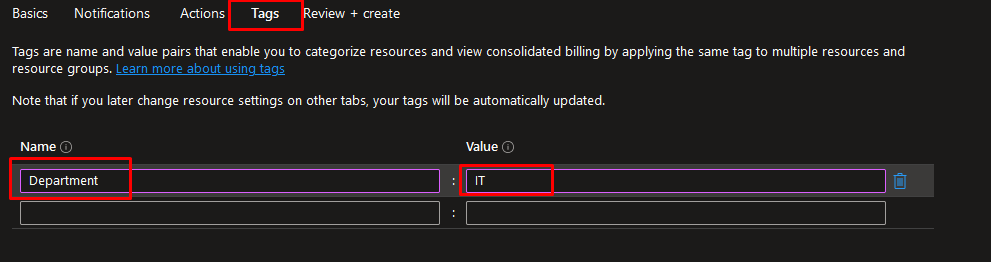 Basics Notifications Actions Tags Review + create
Tags are name and value pairs that enable you to categorize resources and view consolidated billing by applying the same tag to multiple resources and
resource groups. Learn more about using tags
Note that if you later change resource settings on other tabs, your tags will be automatically updated.
Name Value
Department : IT
: